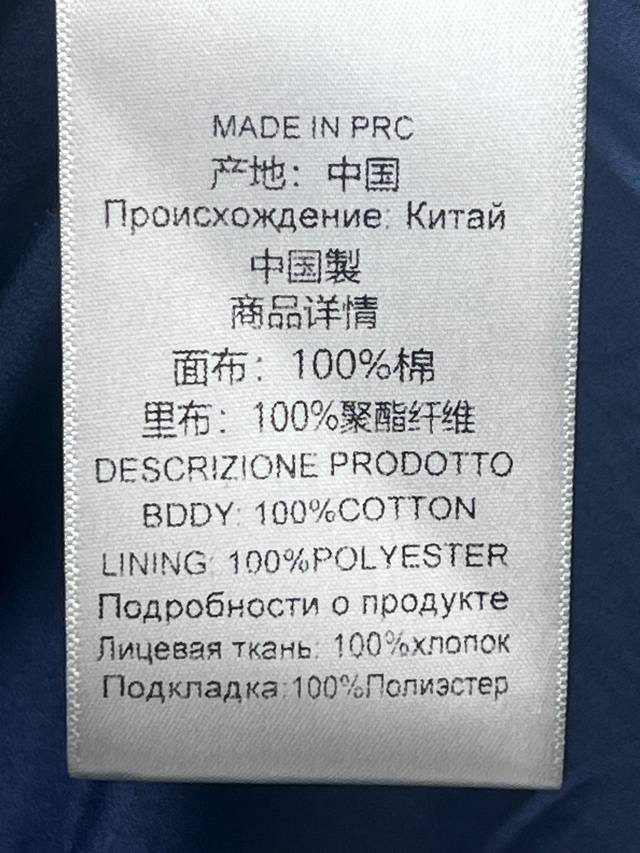 MADE IN PRC
产地：中国
Происхождение: Китай
中国製
商品详情
面布：100%棉
里布：100%聚酯纤维
DESCRIZIONE PRODOTTO
BDDY: 100%COTTON
LINING: 100%POLYESTER
Подробности о продукте
Лицевая ткань: 100%хлопок
Подкладка:100%Полиэстер